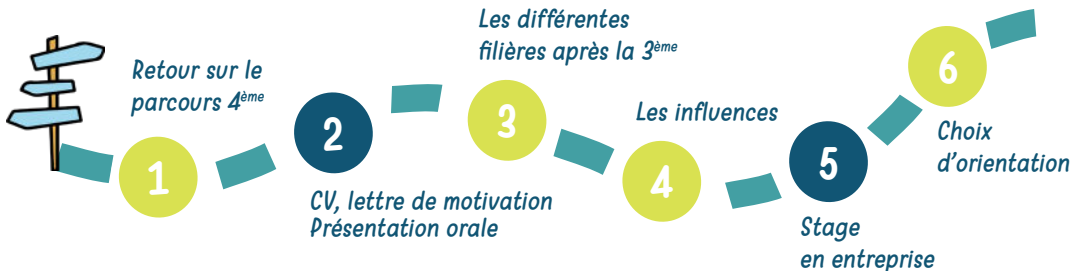 1
Retour sur le
parcours 4ème
2
CV, lettre de motivation
Présentation orale
3
Les différentes
filières après la 3ème
4
Les influences
5
Stage
en entreprise
6
Choix
d'orientation